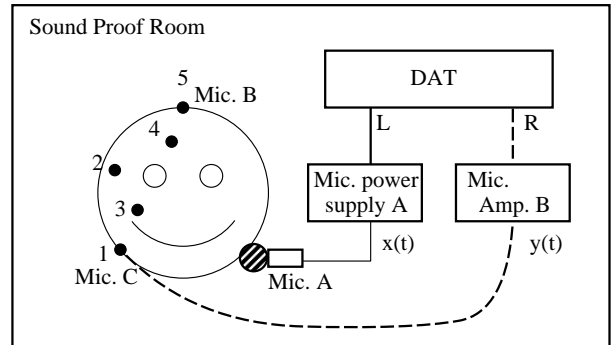 Sound Proof Room
5
Mic. B
4
2
3
1
Mic. C
Mic. A
DAT
L
R
Mic. power
supply A
Mic.
Amp. B
x(t)
y(t)